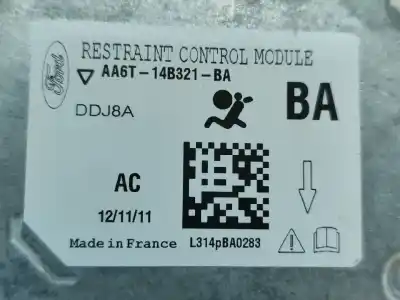 RESTRAINT CONTROL MODULE
Ford
AA6T-14B321-BA
DDJ8A
BA
AC
12/11/11
Made in France
L314pBA0283